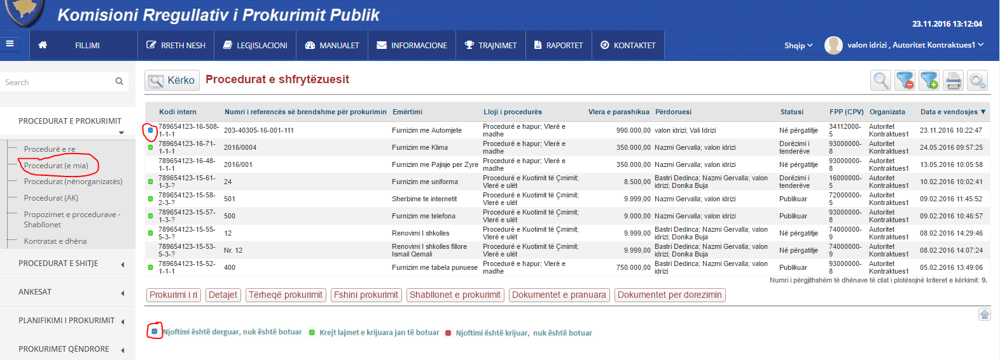 Komisioni Rregullativ i Prokurimit Publik
23.11.2016 13:12:04
FILLIMI RRETH NESH LEGJISLACIONI MANUALET INFORMACIONE TRAJNIMET RAPORTET KONTAKTET
Shqip valon idrizi , Autoritet Kontraktues1
Search
PROCEDURAT E PROKURIMIT
Procedurë e re
Procedurat (e mia)
Procedurat (nënorganizatës)
Procedurat (AK)
Propozimet e procedurave -
Shabllonet
Kontratat e dhëna
PROCEDURAT E SHITJE
ANKESAT
PLANIFIKIMI I PROKURIMIT
PROKURIMET QËNDRORE
Kërko Procedurat e shfrytëzuesit
Kodi intern Numri i referencës së brendshme për prokurimin Emërtimi Lloji i procedurës Vlera e parashikua Përdoruesi Statusi FPP (CPV) Organizata Data e vendosjes ▼
789654123-16-508-1-1-1 203-40305-16-001-111 Furnizim me Automjete Procedurë e hapur; Vlerë e madhe 990.000,00 valon idrizi; Vali Idrizi Në përgatitje 34112000-5 Autoritet Kontraktues1 23.11.2016 10:22:47
789654123-16-71-1-1-1 2016/0004 Furnizim me Klima Procedurë e hapur; Vlerë e madhe 350.000,00 Nazmi Gervalla; valon idrizi Dorëzimi i tenderëve 93000000-8 Autoritet Kontraktues1 24.05.2016 09:57:25
789654123-16-48-1-1-1 2016/001 Furnizim me Pajisje per Zyre Procedurë e hapur; Vlerë e madhe 350.000,00 Nazmi Gervalla; valon idrizi Në përgatitje 93000000-8 Autoritet Kontraktues1 13.05.2016 10:05:58
789654123-15-61-1-3-? 24 Furnizim me uniforma Procedurë e Kuotimit të Çmimit; Vlerë e ulët 8.500,00 Bastri Dedinca; Nazmi Gervalla; valon idrizi; Donika Buja Dorëzimi i tenderëve 16000000-5 Autoritet Kontraktues1 10.02.2016 10:02:41
789654123-15-58-2-3-? 501 Sherbime te internetit Procedurë e Kuotimit të Çmimit; Vlerë e ulët 9.999,00 Nazmi Gervalla; valon idrizi Publikuar 72000000-5 Autoritet Kontraktues1 09.02.2016 11:45:52
789654123-15-57-1-3-? 500 Furnizim me telefona Procedurë e Kuotimit të Çmimit; Vlerë e ulët 9.000,00 Nazmi Gervalla; valon idrizi Publikuar 93000000-8 Autoritet Kontraktues1 09.02.2016 10:46:57
789654123-15-55-5-3-? 12 Renovimi I shkolles Procedurë e Kuotimit të Çmimit; Vlerë e ulët 9.999,00 Bastri Dedinca; Nazmi Gervalla; valon idrizi; Donika Buja Në përgatitje 74000000-9 Autoritet Kontraktues1 08.02.2016 14:29:46
789654123-15-53-5-3-? Nr. 12 Renovimi I shkolles fillore Ismail Qemali Procedurë e Kuotimit të Çmimit; Vlerë e ulët 9.999,00 Bastri Dedinca; Nazmi Gervalla; valon idrizi; Donika Buja Në përgatitje 74000000-9 Autoritet Kontraktues1 08.02.2016 14:07:24
789654123-15-52-1-1-1 400 Furnizim me tabela punuese Procedurë e hapur; Vlerë e madhe 750.000,00 Bastri Dedinca; Nazmi Gervalla; valon idrizi Publikuar 93000000-8 Autoritet Kontraktues1 05.02.2016 13:49:06
Numri i përgjithshëm të dhënave të cilat i plotësojnë kriteret e kërkimit: 9.
Prokurimi i ri Detajet Tërheqë prokurimit Fshini prokurimit Shabllonet e prokurimit Dokumentet e pranuara Dokumentet per dorezimin
Njoftimi është derguar, nuk është botuar Krejt lajmet e krijuara jan të botuar Njoftimi është krijuar, nuk është botuar